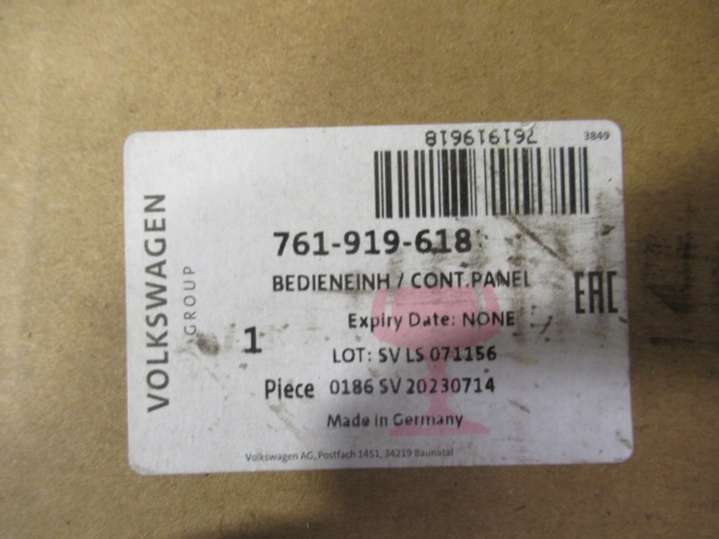 761919618
3849
VOLKSWAGEN
GROUP
761-919-618
BEDIENEINH / CONT.PANEL
EAC
Expiry Date: NONE
1
LOT: SV LS 071156
Piece 0186 SV 20230714
Made in Germany
Volkswagen AG, Postfach 1451, 34219 Baunatal